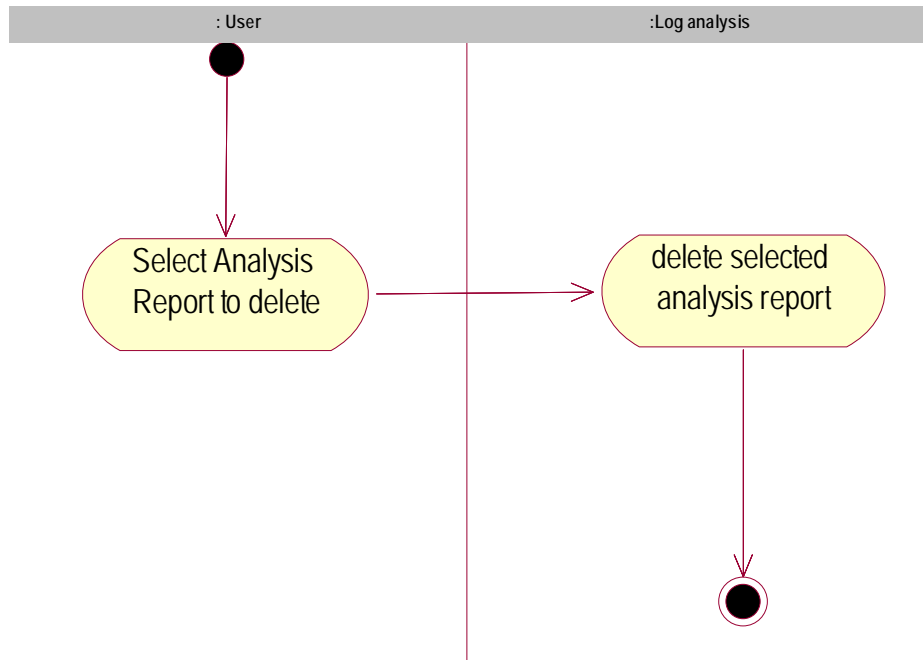 : User
:Log analysis
Select Analysis
Report to delete
delete selected
analysis report